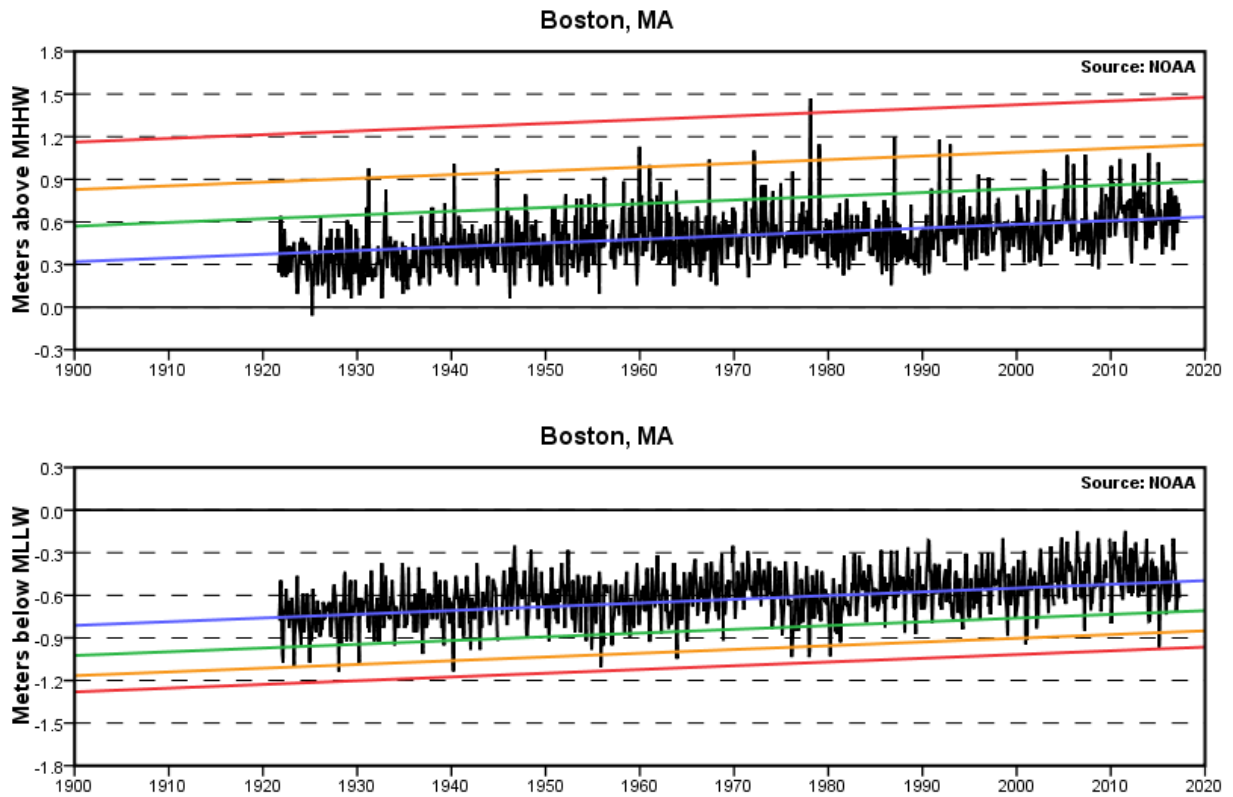 Boston, MA
Source: NOAA
Meters above MHHW
1.8
1.5
1.2
0.9
0.6
0.3
0.0
-0.3
1900 1910 1920 1930 1940 1950 1960 1970 1980 1990 2000 2010 2020
Boston, MA
Source: NOAA
Meters below MLLW
0.3
0.0
-0.3
-0.6
-0.9
-1.2
-1.5
-1.8
1900 1910 1920 1930 1940 1950 1960 1970 1980 1990 2000 2010 2020